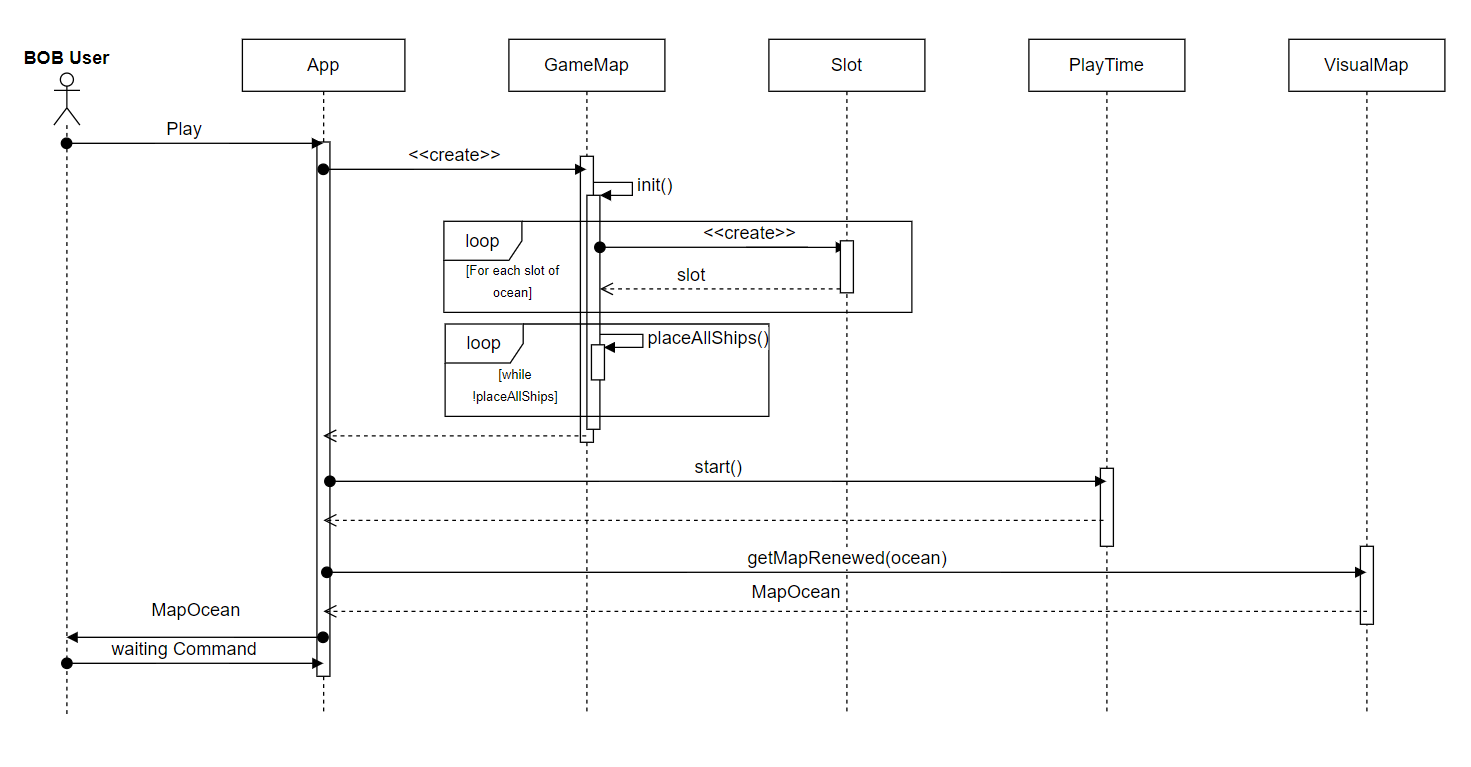 BOB User
App
GameMap
Slot
PlayTime
VisualMap
Play
<<create>>
init()
loop
<<create>>
[For each slot of
ocean]
slot
loop
placeAllShips()
[while
!placeAllShips]
start()
getMapRenewed(ocean)
MapOcean
MapOcean
waiting Command